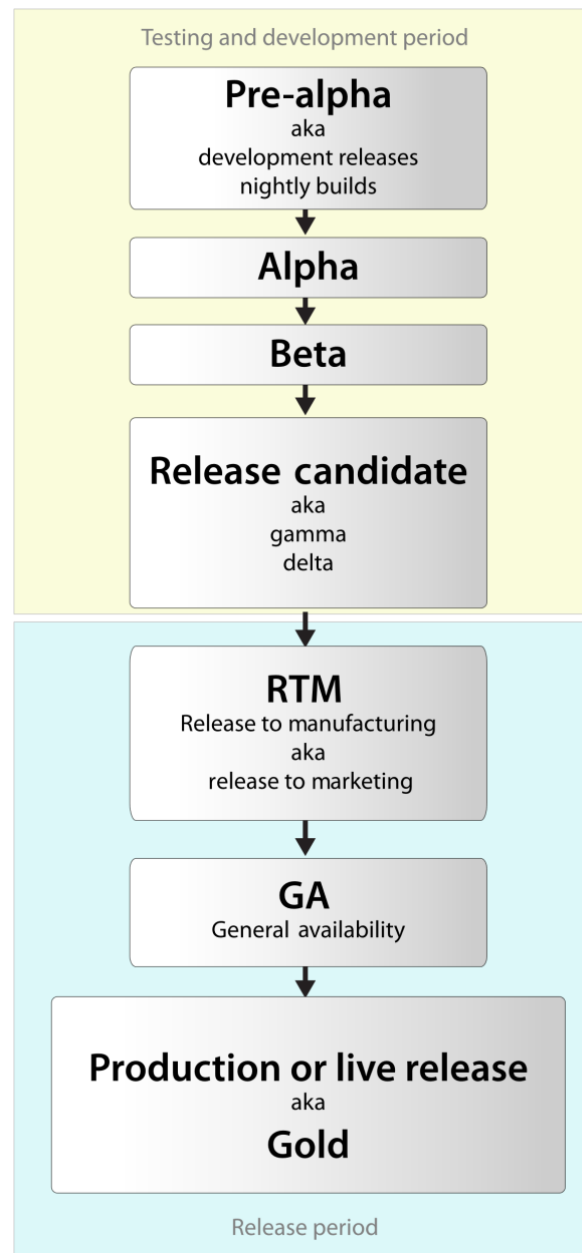 Testing and development period
Pre-alpha
aka
development releases
nightly builds
Alpha
Beta
Release candidate
aka
gamma
delta
RTM
Release to manufacturing
aka
release to marketing
GA
General availability
Production or live release
aka
Gold
Release period